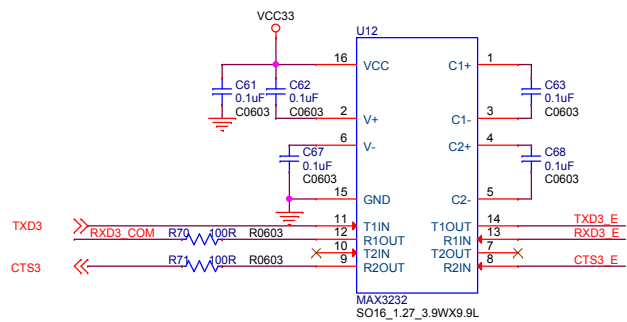 VCC33
U12
16 VCC C1+ 1
C61
0.1uF
C0603
C62
0.1uF
C0603
C63
0.1uF
C0603
2 V+ C1- 3
6 V- C2+ 4
C67
0.1uF
C0603
C68
0.1uF
C0603
15 GND C2- 5
TXD3 11 T1IN T1OUT 14 TXD3_E
RXD3_COM R70 100R R0603 12 R1OUT R1IN 13 RXD3_E
10 T2IN T2OUT 7
CTS3 R71 100R R0603 9 R2OUT R2IN 8 CTS3_E
MAX3232
SO16_1.27_3.9WX9.9L